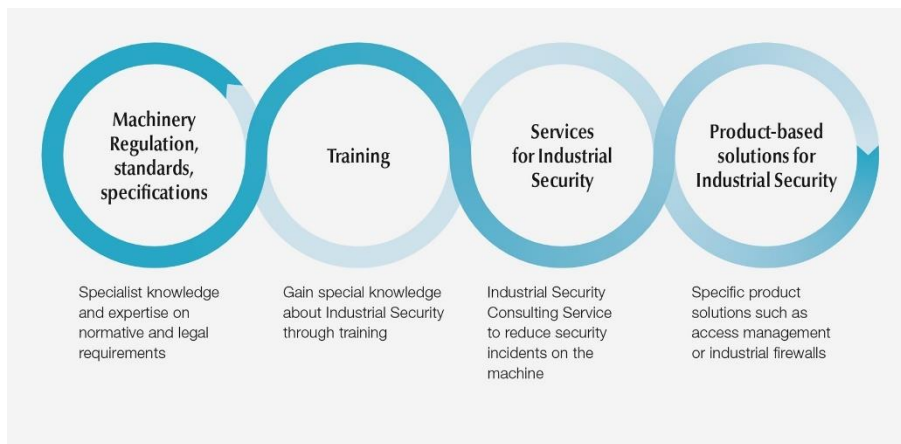 Machinery
Regulation,
standards,
specifications
Training
Services
for Industrial
Security
Product-based
solutions for
Industrial Security
Specialist knowledge
and expertise on
normative and legal
requirements
Gain special knowledge
about Industrial Security
through training
Industrial Security
Consulting Service
to reduce security
incidents on the
machine
Specific product
solutions such as
access management
or industrial firewalls